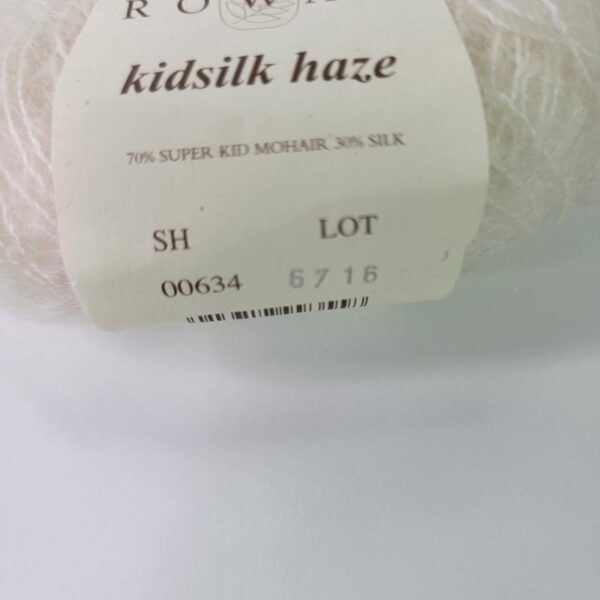 kidsilk haze
70% SUPER KID MOHAIR 30% SILK
SH LOT
00634 6716